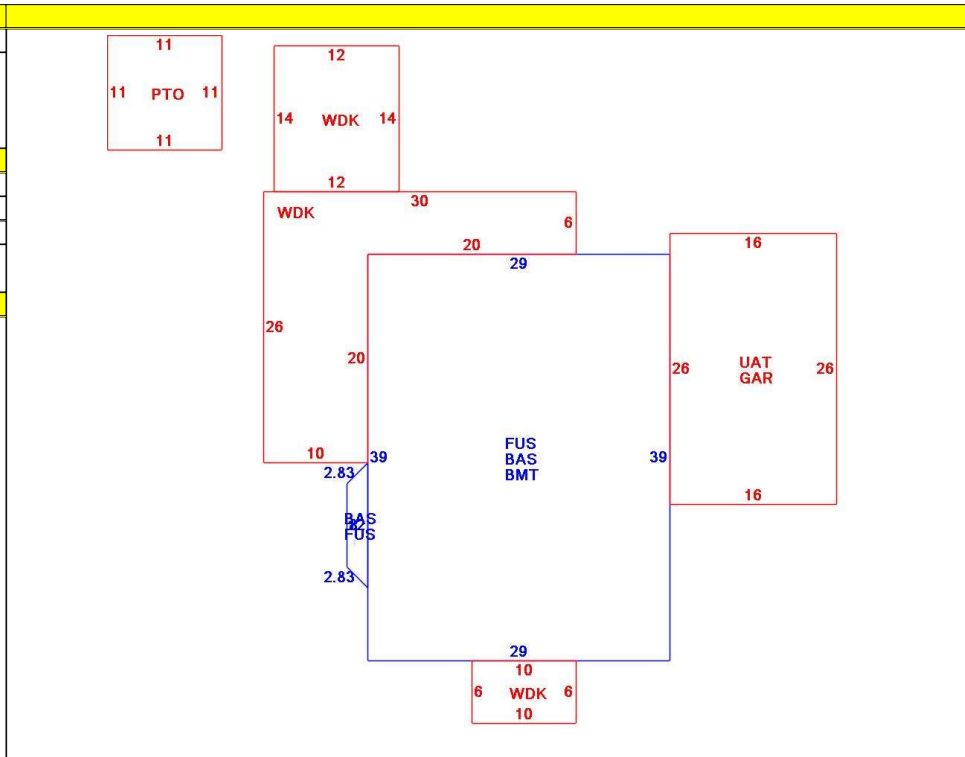 11
12
11 PTO 11
14 WDK 14
11
12
30
WDK
6
16
20
29
26
20
UAT
26 26
GAR
FUS
39 BAS 39
BMT
10
2.83
16
BAS
FUS
2.83
29
10
6 WDK 6
10